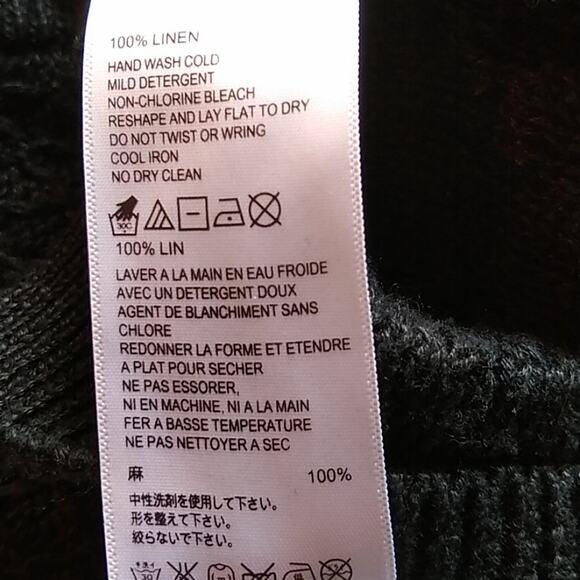 100% LINEN
HAND WASH COLD
MILD DETERGENT
NON-CHLORINE BLEACH
RESHAPE AND LAY FLAT TO DRY
DO NOT TWIST OR WRING
COOL IRON
NO DRY CLEAN
30C
100% LIN
LAVER A LA MAIN EN EAU FROIDE
AVEC UN DETERGENT DOUX
AGENT DE BLANCHIMENT SANS
CHLORE
REDONNER LA FORME ET ETENDRE
A PLAT POUR SECHER
NE PAS ESSORER,
NI EN MACHINE, NI A LA MAIN
FER A BASSE TEMPERATURE
NE PAS NETTOYER A SEC
麻 100%
中性洗剤を使用して下さい。
形を整えて下さい。
絞らないで下さい。
30